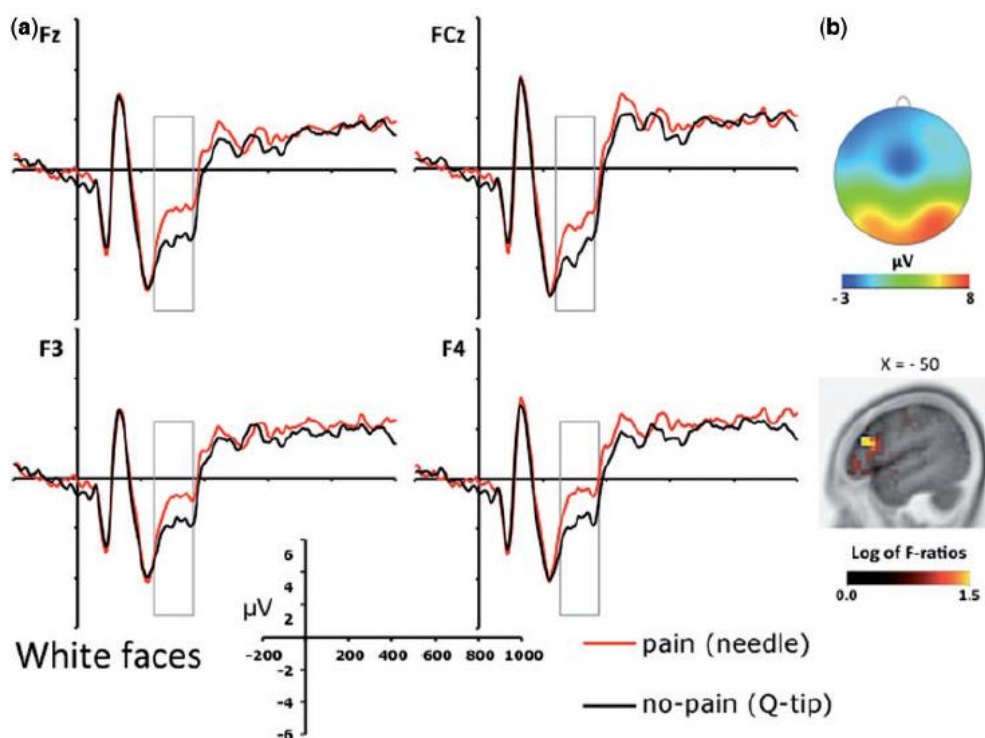 (a) Fz
FCz
(b)
µV
-3 8
F3
F4
X = - 50
Log of F-ratios
0.0 1.5
6
4
µV
2
-200 200 400 600 800 1000
-2
-4
-6
White faces
pain (needle)
no-pain (Q-tip)